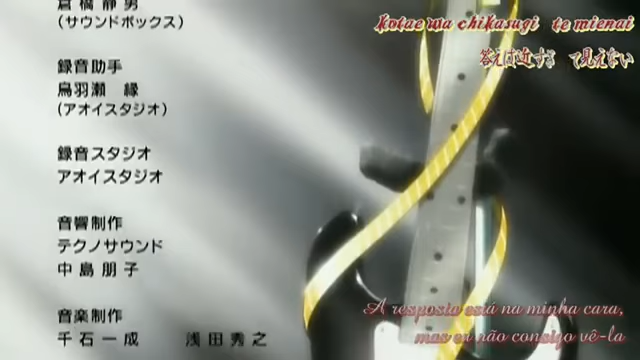 倉橋静男
(サウンドボックス)
録音助手
鳥羽瀬 縁
(アオイスタジオ)
録音スタジオ
アオイスタジオ
音響制作
テクノサウンド
中島朋子
音楽制作
千石一成 浅田秀之
Kotae wa chikasugi te mienai
答えは近すぎ て見えない
A resposta está na minha cara,
mas eu não consigo vê-la